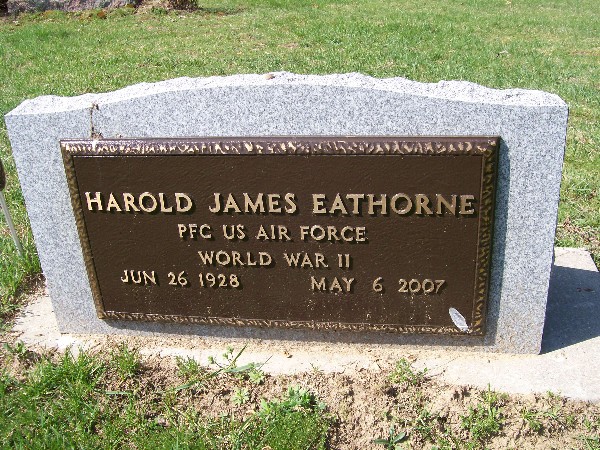 HAROLD JAMES EATHORNE
PFC US AIR FORCE
WORLD WAR II
JUN 26 1928 MAY 6 2007